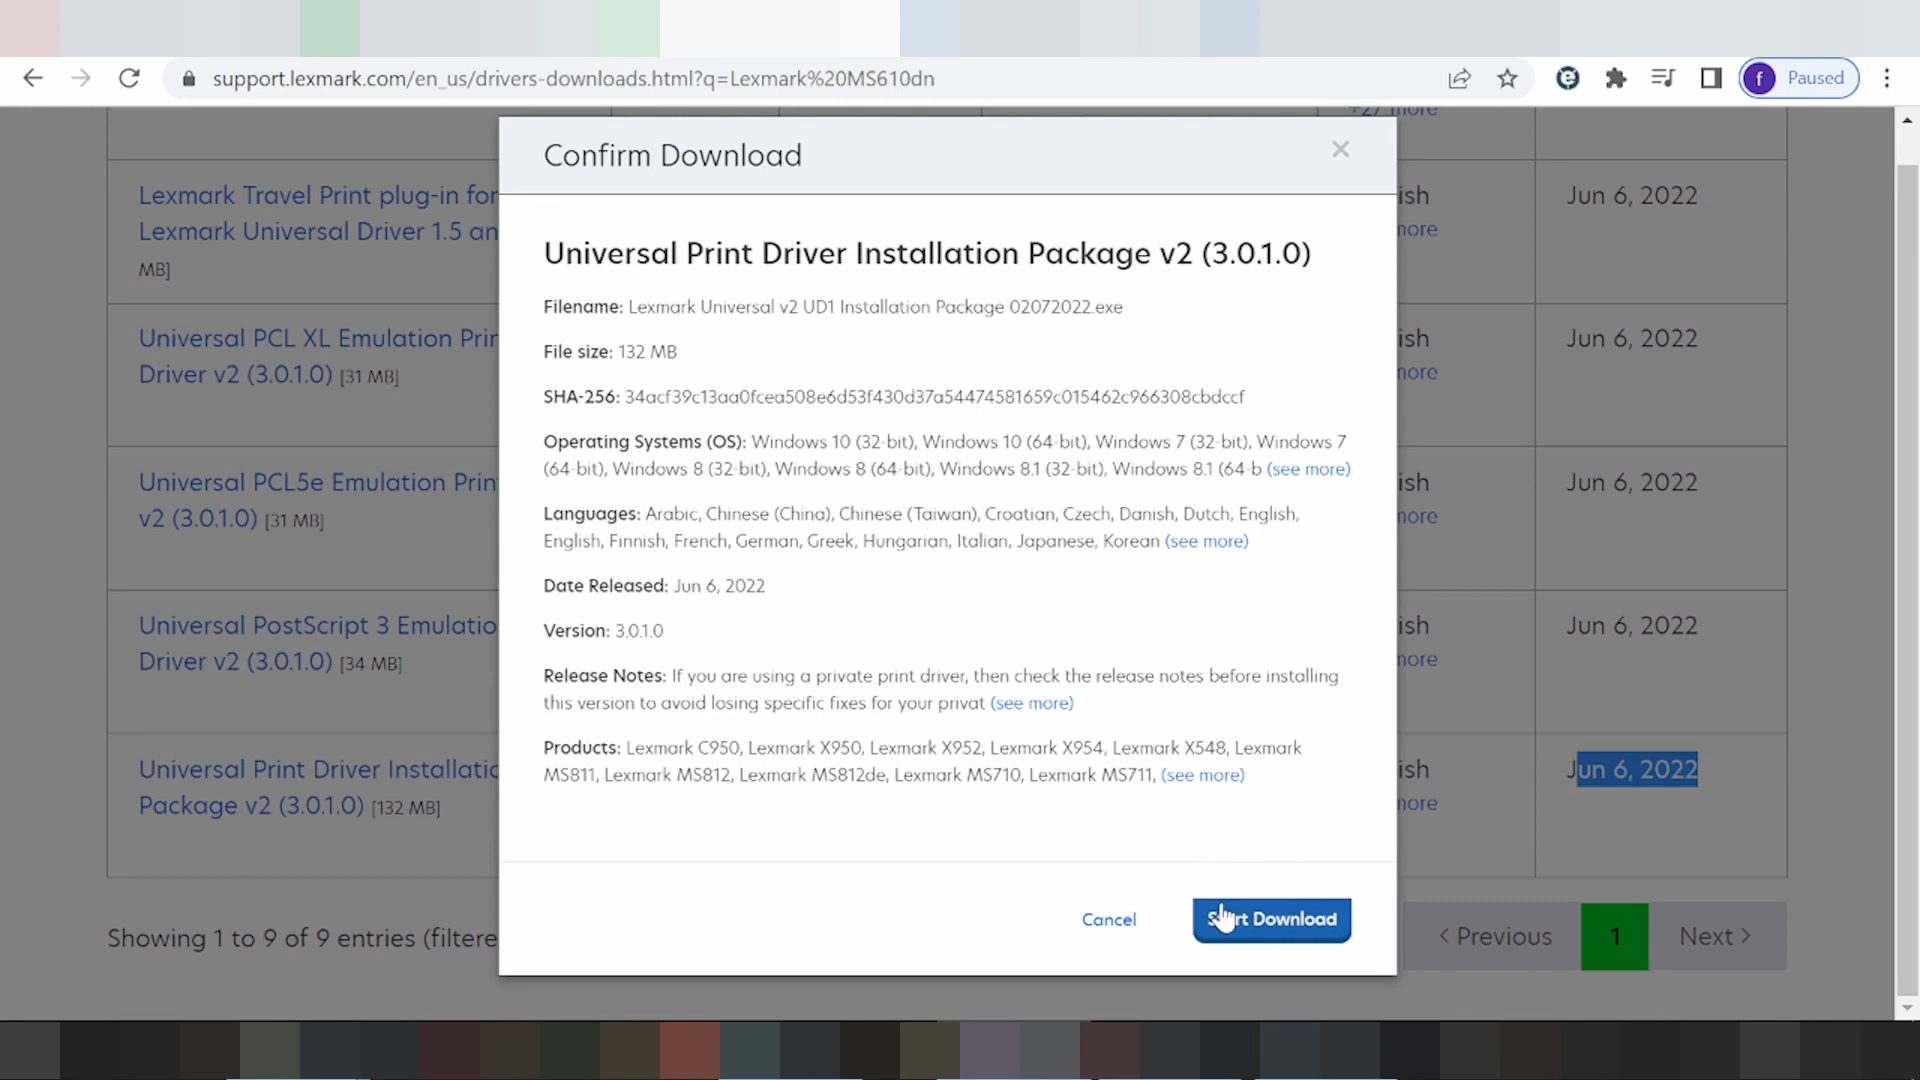 support.lexmark.com/en_us/drivers-downloads.html?q=Lexmark%20MS610dn
f Paused
+27 more
Lexmark Travel Print plug-in for
Lexmark Universal Driver 1.5 an
MB]
ish
more
Jun 6, 2022
Universal PCL XL Emulation Prin
Driver v2 (3.0.1.0) [31 MB]
ish
more
Jun 6, 2022
Universal PCL5e Emulation Prin
v2 (3.0.1.0) [31 MB]
ish
more
Jun 6, 2022
Universal PostScript 3 Emulatio
Driver v2 (3.0.1.0) [34 MB]
ish
more
Jun 6, 2022
Universal Print Driver Installatio
Package v2 (3.0.1.0) [132 MB]
ish
more
Jun 6, 2022
Showing 1 to 9 of 9 entries (filtere
< Previous 1 Next >
Confirm Download
×
Universal Print Driver Installation Package v2 (3.0.1.0)
Filename: Lexmark Universal v2 UD1 Installation Package 02072022.exe
File size: 132 MB
SHA-256: 34acf39c13aa0fcea508e6d53f430d37a54474581659c015462c966308cbdccf
Operating Systems (OS): Windows 10 (32-bit), Windows 10 (64-bit), Windows 7 (32-bit), Windows 7
(64-bit), Windows 8 (32-bit), Windows 8 (64-bit), Windows 8.1 (32-bit), Windows 8.1 (64-b (see more)
Languages: Arabic, Chinese (China), Chinese (Taiwan), Croatian, Czech, Danish, Dutch, English,
English, Finnish, French, German, Greek, Hungarian, Italian, Japanese, Korean (see more)
Date Released: Jun 6, 2022
Version: 3.0.1.0
Release Notes: If you are using a private print driver, then check the release notes before installing
this version to avoid losing specific fixes for your privat (see more)
Products: Lexmark C950, Lexmark X950, Lexmark X952, Lexmark X954, Lexmark X548, Lexmark
MS811, Lexmark MS812, Lexmark MS812de, Lexmark MS710, Lexmark MS711, (see more)
Cancel
Start Download